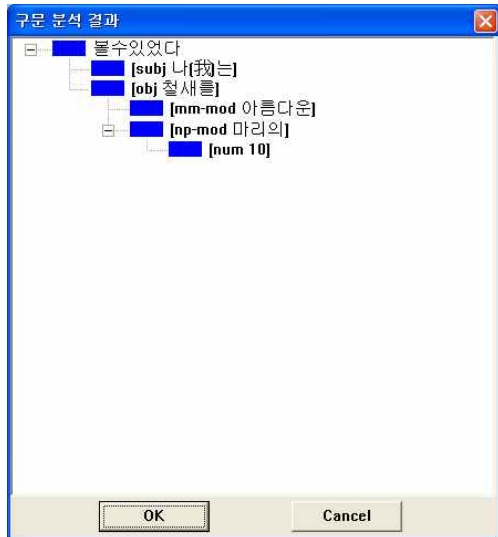 구문 분석 결과
볼수있었다
[subj 나(我)는]
[obj 철새를]
[mm-mod 아름다운]
[np-mod 마리의]
[num 10]
OK
Cancel